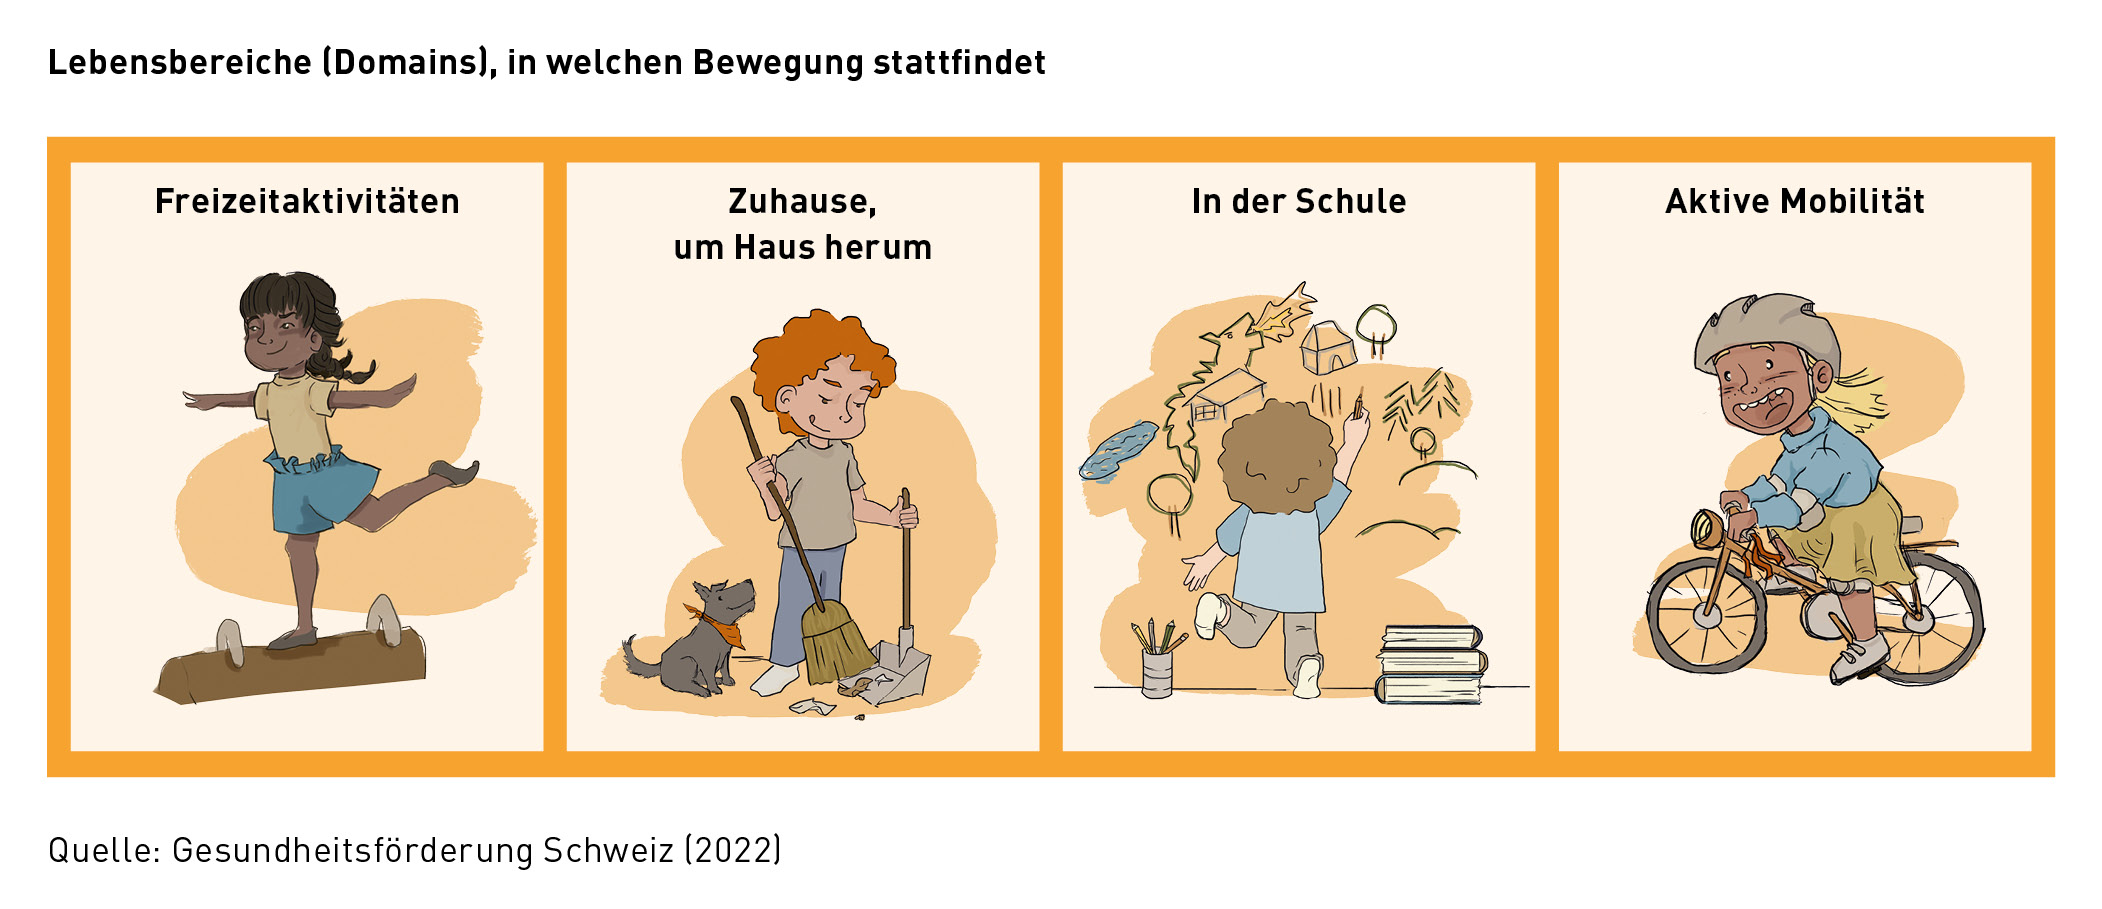 Lebensbereiche (Domains), in welchen Bewegung stattfindet
Freizeitaktivitäten
Zuhause,
um Haus herum
In der Schule
Aktive Mobilität
Quelle: Gesundheitsförderung Schweiz (2022)